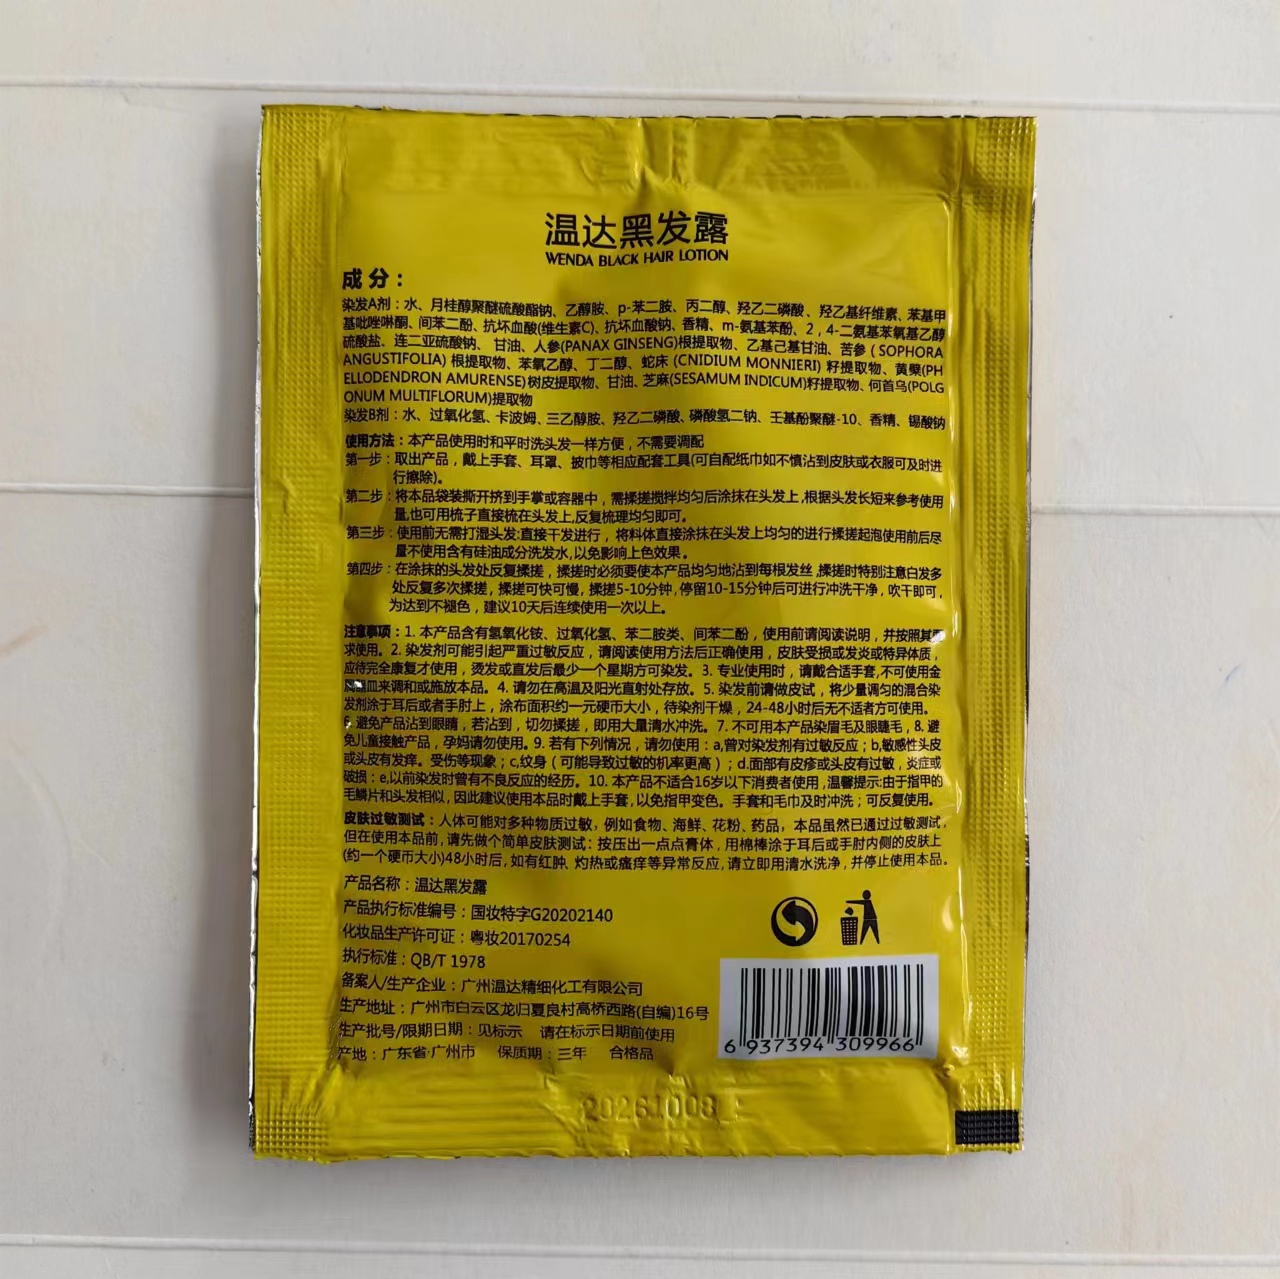 温达黑发露
WENDA BLACK HAIR LOTION
成分：
染发A剂：水、月桂醇聚醚硫酸酯钠、乙醇胺、p-苯二胺、丙二醇、羟乙二磷酸、羟乙基纤维素、苯基甲
基吡唑啉酮、间苯二酚、抗坏血酸(维生素C)、抗坏血酸钠、香精、m-氨基苯酚、2，4-二氨基苯氧基乙醇
硫酸盐、连二亚硫酸钠、甘油、人参(PANAX GINSENG)根提取物、乙基己基甘油、苦参（SOPHORA
ANGUSTIFOLIA) 根提取物、苯氧乙醇、丁二醇、蛇床 (CNIDIUM MONNIERI) 籽提取物、黄檗(PH
ELLODENDRON AMURENSE)树皮提取物、甘油、芝麻(SESAMUM INDICUM)籽提取物、何首乌(POLG
ONUM MULTIFLORUM)提取物
染发B剂：水、过氧化氢、卡波姆、三乙醇胺、羟乙二磷酸、磷酸氢二钠、壬基酚聚醚-10、香精、锡酸钠
使用方法：本产品使用时和平时洗头发一样方便，不需要调配
第一步：取出产品，戴上手套、耳罩、披巾等相应配套工具(可自配纸巾如不慎沾到皮肤或衣服可及时进
行擦除)。
第二步：将本品袋装撕开挤到手掌或容器中，需揉搓搅拌均匀后涂抹在头发上,根据头发长短来参考使用
量,也可用梳子直接梳在头发上,反复梳理均匀即可。
第三步：使用前无需打湿头发:直接干发进行，将料体直接涂抹在头发上均匀的进行揉搓起泡使用前后尽
量不使用含有硅油成分洗发水,以免影响上色效果。
第四步：在涂抹的头发处反复揉搓，揉搓时必须要使本产品均匀地沾到每根发丝,揉搓时特别注意白发多
处反复多次揉搓，揉搓可快可慢，揉搓5-10分钟,停留10-15分钟后可进行冲洗干净，吹干即可，
为达到不褪色，建议10天后连续使用一次以上。
注意事项：1. 本产品含有氢氧化铵、过氧化氢、苯二胺类、间苯二酚，使用前请阅读说明，并按照其要
求使用。2. 染发剂可能引起严重过敏反应，请阅读使用方法后正确使用，皮肤受损或发炎或特异体质，
应待完全康复才使用，烫发或直发后最少一个星期方可染发。3. 专业使用时，请戴合适手套,不可使用金
属器皿来调和或施放本品。4. 请勿在高温及阳光直射处存放。5. 染发前请做皮试，将少量调匀的混合染
发剂涂于耳后或者手肘上，涂布面积约一元硬币大小，待染剂干燥，24-48小时后无不适者方可使用。
6. 避免产品沾到眼睛，若沾到，切勿揉搓，即用大量清水冲洗。7. 不可用本产品染眉毛及眼睫毛，8. 避
免儿童接触产品，孕妈请勿使用。9. 若有下列情况，请勿使用：a,曾对染发剂有过敏反应；b,敏感性头皮
或头皮有发痒。受伤等现象；c,纹身（可能导致过敏的机率更高）；d.面部有皮疹或头皮有过敏，炎症或
破损：e,以前染发时曾有不良反应的经历。10. 本产品不适合16岁以下消费者使用，温馨提示:由于指甲的
毛鳞片和头发相似，因此建议使用本品时戴上手套，以免指甲变色。手套和毛巾及时冲洗；可反复使用。
皮肤过敏测试：人体可能对多种物质过敏，例如食物、海鲜、花粉、药品，本品虽然已通过过敏测试，
但在使用本品前，请先做个简单皮肤测试：按压出一点点膏体，用棉棒涂于耳后或手肘内侧的皮肤上
(约一个硬币大小)48小时后，如有红肿、灼热或瘙痒等异常反应，请立即用清水洗净，并停止使用本品。
产品名称：温达黑发露
产品执行标准编号：国妆特字G20202140
化妆品生产许可证：粤妆20170254
执行标准：QB/T 1978
备案人/生产企业：广州温达精细化工有限公司
生产地址：广州市白云区龙归夏良村高桥西路(自编)16号
生产批号/限期日期：见标示 请在标示日期前使用
产地：广东省·广州市 保质期：三年 合格品
6 937394 309966
20261008